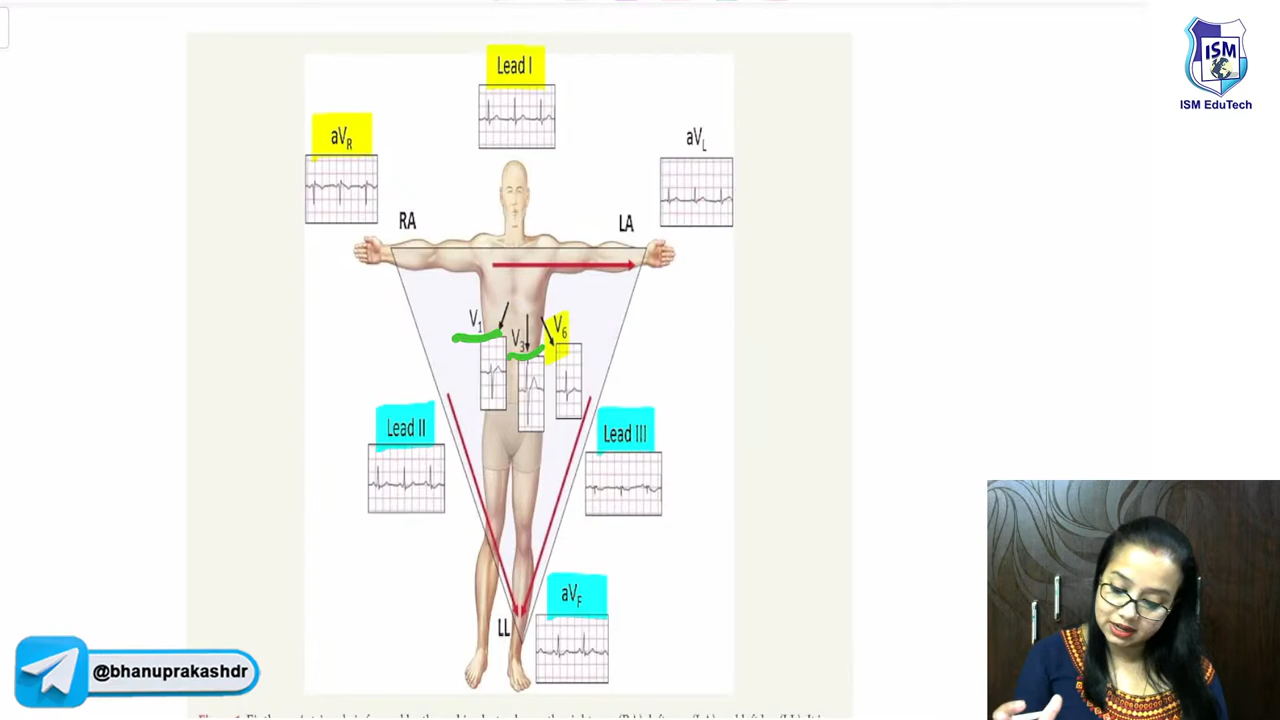 Lead I
ISM
ISM EduTech
aVR
aVL
RA
LA
V1
V3
V6
Lead II
Lead III
aVF
LL
@bhanuprakashdr